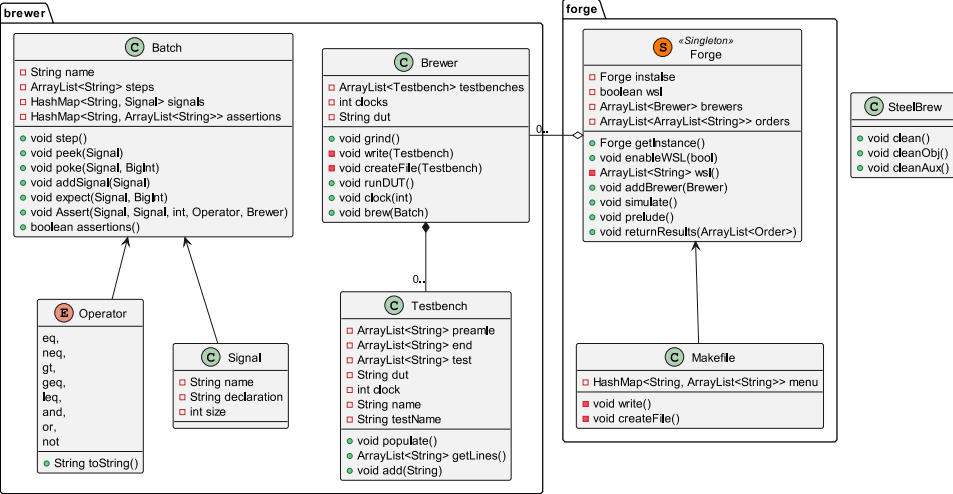 brewer
C Batch
String name
ArrayList<String> steps
HashMap<String, Signal> signals
HashMap<String, ArrayList<String>> assertions
void step()
void peek(Signal)
void poke(Signal, BigInt)
void addSignal(Signal)
void expect(Signal, BigInt)
void Assert(Signal, Signal, int, Operator, Brewer)
boolean assertions()
C Brewer
ArrayList<Testbench> testbenches
int clocks
String dut
void grind()
void write(Testbench)
void createFile(Testbench)
void runDUT()
void clock(int)
void brew(Batch)
0..
0..
E Operator
eq,
neq,
gt,
geq,
leq,
and,
or,
not
String toString()
C Signal
String name
String declaration
int size
C Testbench
ArrayList<String> preamle
ArrayList<String> end
ArrayList<String> test
String dut
int clock
String name
String testName
void populate()
ArrayList<String> getLines()
void add(String)
forge
S «Singleton»
Forge
Forge instalse
boolean wsl
ArrayList<Brewer> brewers
ArrayList<ArrayList<String>> orders
Forge getInstance()
void enableWSL(bool)
ArrayList<String> wsl()
void addBrewer(Brewer)
void simulate()
void prelude()
void returnResults(ArrayList<Order>)
C Makefile
HashMap<String, ArrayList<String>> menu
void write()
void createFile()
C SteelBrew
void clean()
void cleanObj()
void cleanAux()